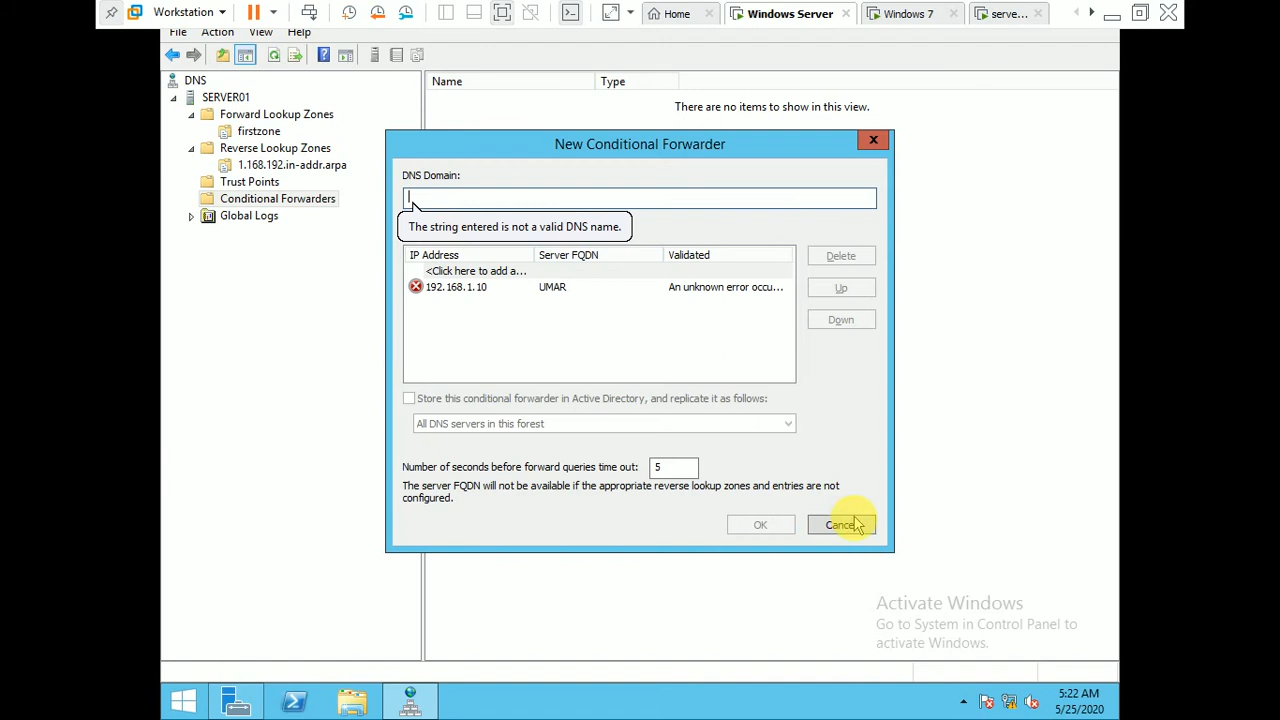 Workstation
Home
Windows Server
Windows 7
serve...
File Action View Help
DNS
SERVER01
Forward Lookup Zones
firstzone
Reverse Lookup Zones
1.168.192.in-addr.arpa
Trust Points
Conditional Forwarders
Global Logs
Name Type
There are no items to show in this view.
New Conditional Forwarder
DNS Domain:
The string entered is not a valid DNS name.
IP Address Server FQDN Validated
<Click here to add a...
192.168.1.10 UMAR An unknown error occu...
Delete
Up
Down
Store this conditional forwarder in Active Directory, and replicate it as follows:
All DNS servers in this forest
Number of seconds before forward queries time out: 5
The server FQDN will not be available if the appropriate reverse lookup zones and entries are not
configured.
OK Cancel
Activate Windows
Go to System in Control Panel to
activate Windows.
5:22 AM
5/25/2020